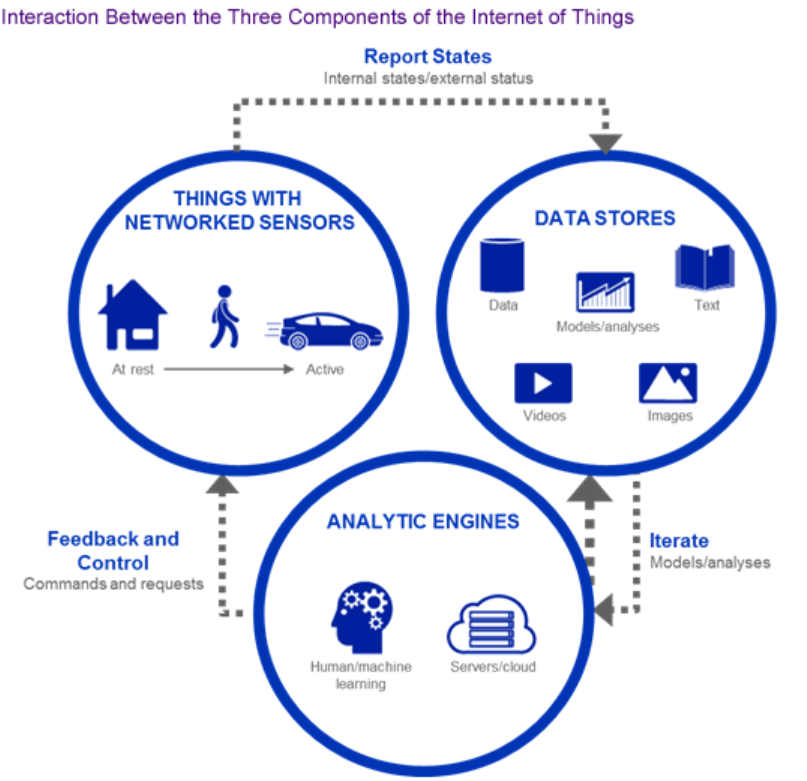 Interaction Between the Three Components of the Internet of Things
Report States
Internal states/external status
THINGS WITH
NETWORKED SENSORS
At rest
Active
DATA STORES
Data
Models/analyses
Text
Videos
Images
Feedback and
Control
Commands and requests
ANALYTIC ENGINES
Human/machine
learning
Servers/cloud
Iterate
Models/analyses